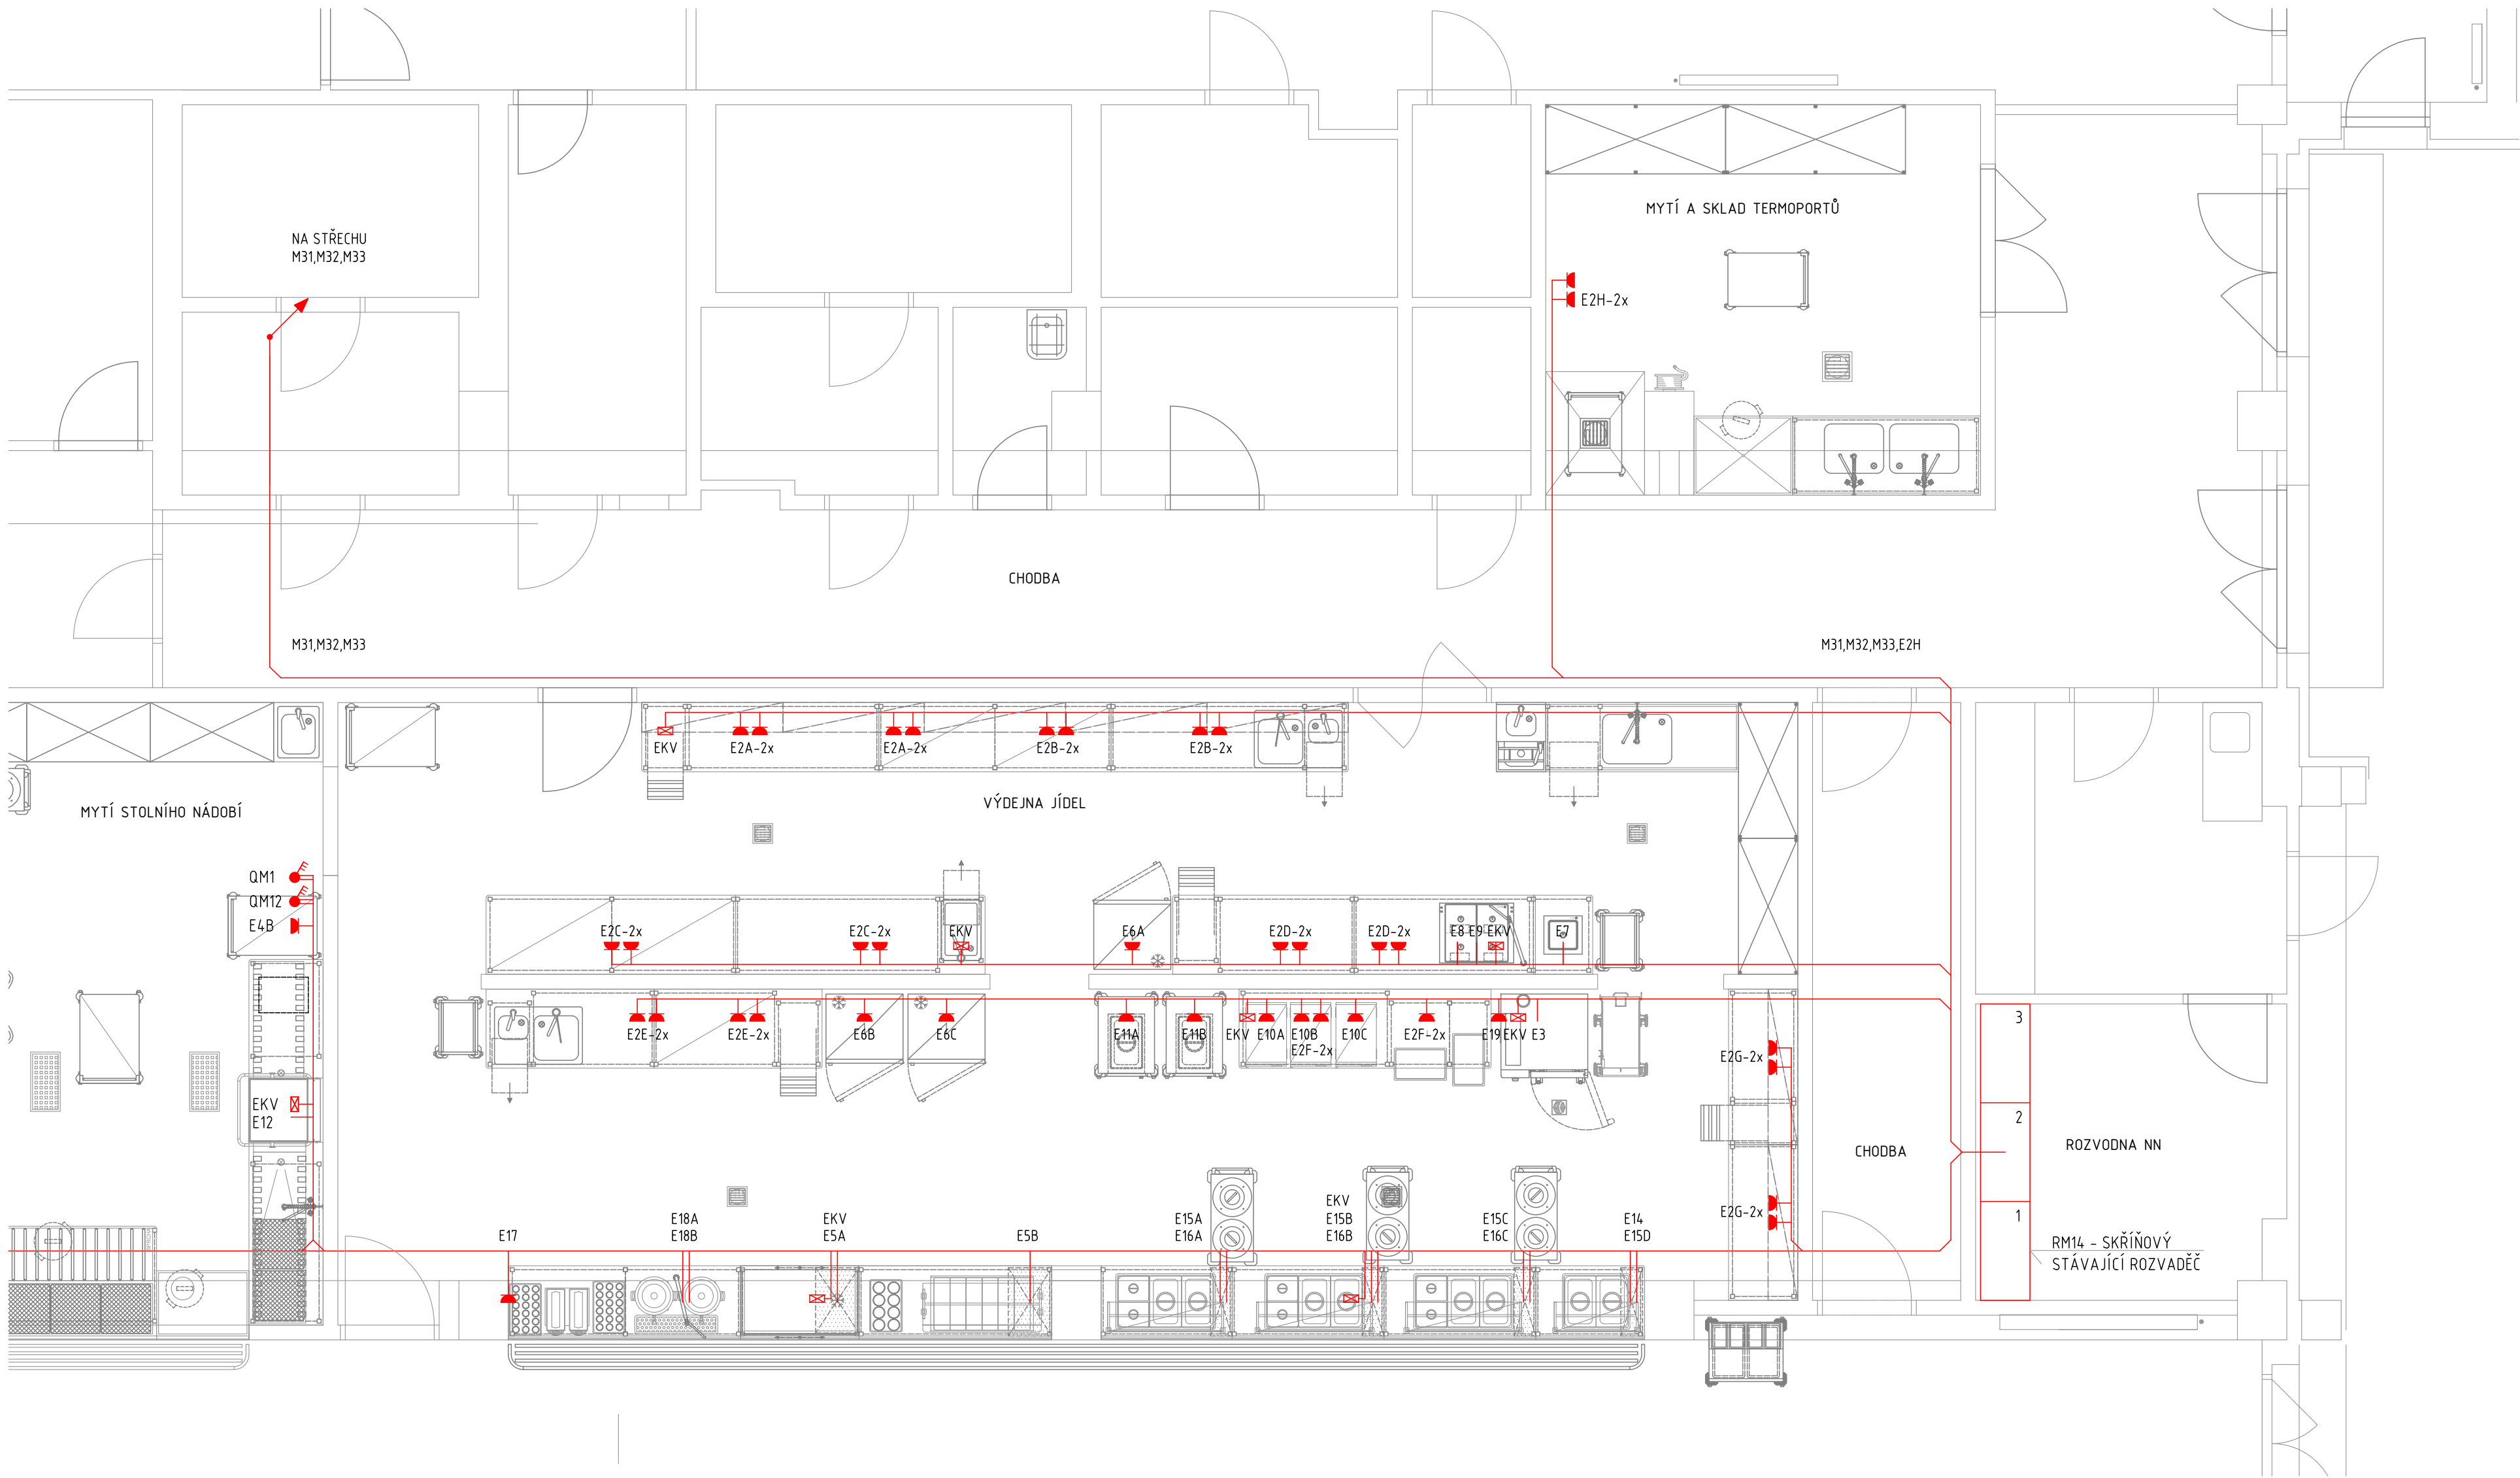 MYTÍ A SKLAD TERMOPORTŮ
NA STŘECHU
M31,M32,M33
E2H-2x
CHODBA
M31,M32,M33
M31,M32,M33,E2H
EKV
E2A-2x
E2A-2x
E2B-2x
E2B-2x
MYTÍ STOLNÍHO NÁDOBÍ
VÝDEJNA JÍDEL
QM1
QM12
E4B
E2C-2x
E2C-2x
EKV
E6A
E2D-2x
E2D-2x
E8
E9
EKV
E7
E2E-2x
E2E-2x
E6B
E6C
E11A
E11B
EKV
E10A
E10B
E2F-2x
E10C
E2F-2x
E19
EKV
E3
E2G-2x
3
2
1
EKV
E12
CHODBA
ROZVODNA NN
E2G-2x
E17
E18A
E18B
EKV
E5A
E5B
E15A
E16A
EKV
E15B
E16B
E15C
E16C
E14
E15D
RM14 - SKŘÍŇOVÝ
STÁVAJÍCÍ ROZVADĚČ